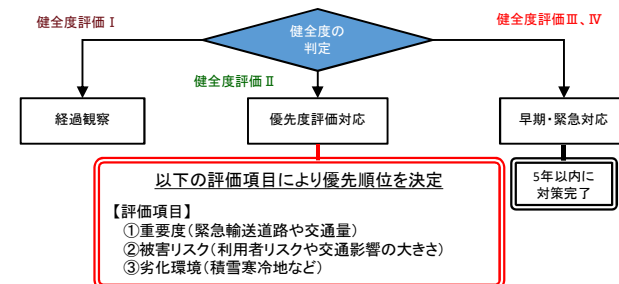 健全度評価Ⅰ
健全度の
判定
健全度評価Ⅲ、Ⅳ
健全度評価Ⅱ
経過観察
優先度評価対応
早期・緊急対応
以下の評価項目により優先順位を決定
【評価項目】
①重要度(緊急輸送道路や交通量)
②被害リスク(利用者リスクや交通影響の大きさ)
③劣化環境(積雪寒冷地など)
5年以内に
対策完了